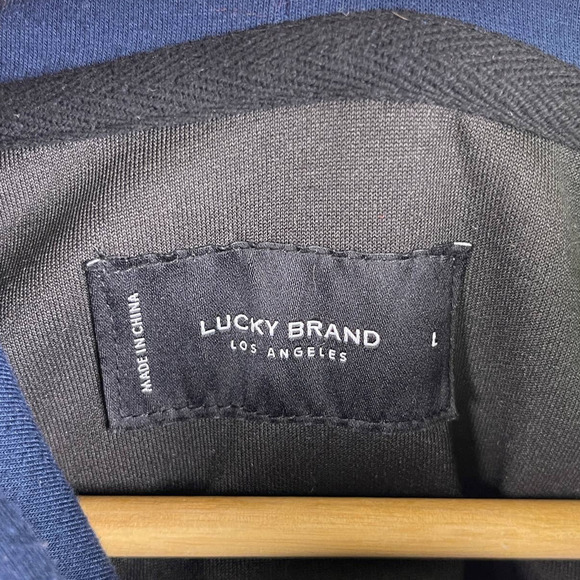 MADE IN CHINA
LUCKY BRAND
LOS ANGELES